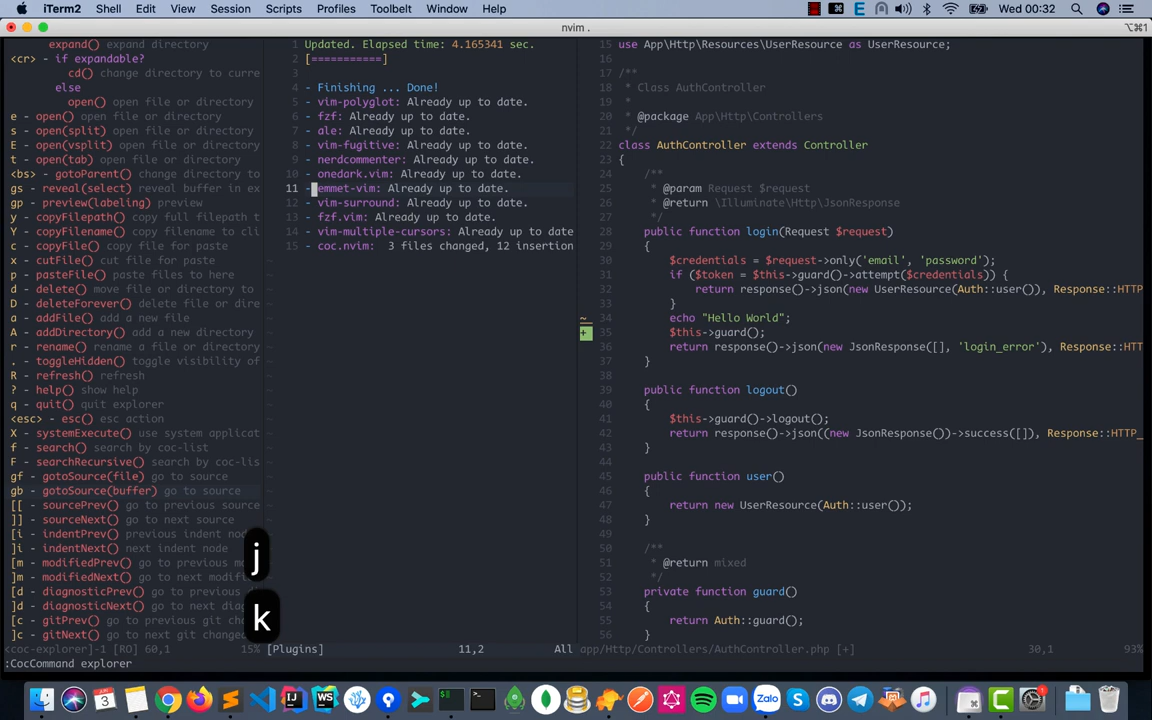 iTerm2 Shell Edit View Session Scripts Profiles Toolbelt Window Help Wed 00:32
nvim .
⌥⌘1
expand() expand directory
<cr> - if expandable?
cd() change directory to curre
else
open() open file or directory
e - open() open file or directory
s - open(split) open file or directory
E - open(vsplit) open file or directory
t - open(tab) open file or directory
<bs> - gotoParent() change directory to
gs - reveal(select) reveal buffer in ex
gp - preview(labeling) preview
y - copyFilepath() copy full filepath t
Y - copyFilename() copy filename to cli
c - copyFile() copy file for paste
x - cutFile() cut file for paste
p - pasteFile() paste files to here
d - delete() move file or directory to
D - deleteForever() delete file or dire
a - addFile() add a new file
A - addDirectory() add a new directory
r - rename() rename a file or directory
. - toggleHidden() toggle visibility of
R - refresh() refresh
? - help() show help
q - quit() quit explorer
<esc> - esc() esc action
X - systemExecute() use system applicat
f - search() search by coc-list
F - searchRecursive() search by coc-lis
gf - gotoSource(file) go to source
gb - gotoSource(buffer) go to source
[[ - sourcePrev() go to previous source
]] - sourceNext() go to next source
[i - indentPrev() previous indent nod
]i - indentNext() next indent node
[m - modifiedPrev() go to previous m
]m - modifiedNext() go to next modif
[d - diagnosticPrev() go to previous
]d - diagnosticNext() go to next dia
[c - gitPrev() go to previous git ch
]c - gitNext() go to next git change
<coc-explorer]-1 [RO] 60,1 15%
1 Updated. Elapsed time: 4.165341 sec.
2 [===========]
3
4 - Finishing ... Done!
5 - vim-polyglot: Already up to date.
6 - fzf: Already up to date.
7 - ale: Already up to date.
8 - vim-fugitive: Already up to date.
9 - nerdcommenter: Already up to date.
10 - onedark.vim: Already up to date.
11 - emmet-vim: Already up to date.
12 - vim-surround: Already up to date.
13 - fzf.vim: Already up to date.
14 - vim-multiple-cursors: Already up to date
15 - coc.nvim: 3 files changed, 12 insertion
[Plugins] 11,2 All
15 use App\Http\Resources\UserResource as UserResource;
16
17 /**
18 * Class AuthController
19 *
20 * @package App\Http\Controllers
21 */
22 class AuthController extends Controller
23 {
24 /**
25 * @param Request $request
26 * @return \Illuminate\Http\JsonResponse
27 */
28 public function login(Request $request)
29 {
30 $credentials = $request->only('email', 'password');
31 if ($token = $this->guard()->attempt($credentials)) {
32 return response()->json(new UserResource(Auth::user()), Response::HTTP
33 }
~ 34 echo "Hello World";
+ 35 $this->guard();
36 return response()->json(new JsonResponse([], 'login_error'), Response::HTT
37 }
38
39 public function logout()
40 {
41 $this->guard()->logout();
42 return response()->json((new JsonResponse())->success([]), Response::HTTP_
43 }
44
45 public function user()
46 {
47 return new UserResource(Auth::user());
48 }
49
50 /**
51 * @return mixed
52 */
53 private function guard()
54 {
55 return Auth::guard();
56 }
app/Http/Controllers/AuthController.php [+] 30,1 93%
:CocCommand explorer
j
k